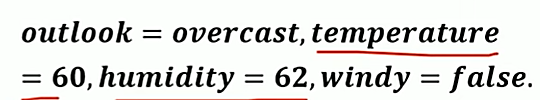 outlook = overcast, temperature
= 60, humidity = 62, windy = false.